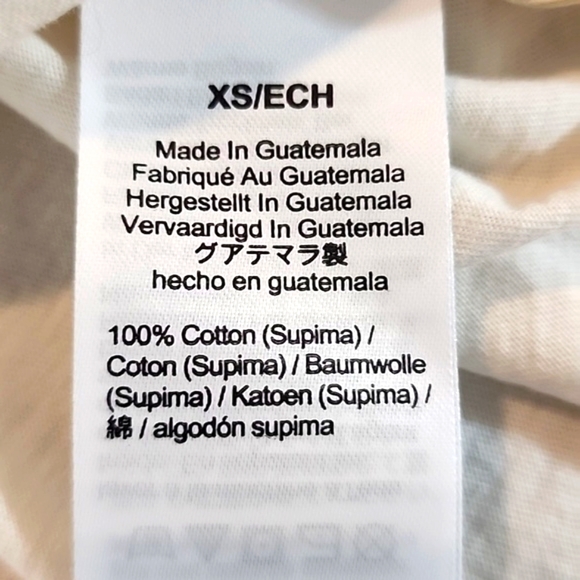 XS/ECH
Made In Guatemala
Fabriqué Au Guatemala
Hergestellt In Guatemala
Vervaardigd In Guatemala
グアテマラ製
hecho en guatemala
100% Cotton (Supima) /
Coton (Supima) / Baumwolle
(Supima) / Katoen (Supima) /
綿 / algodón supima